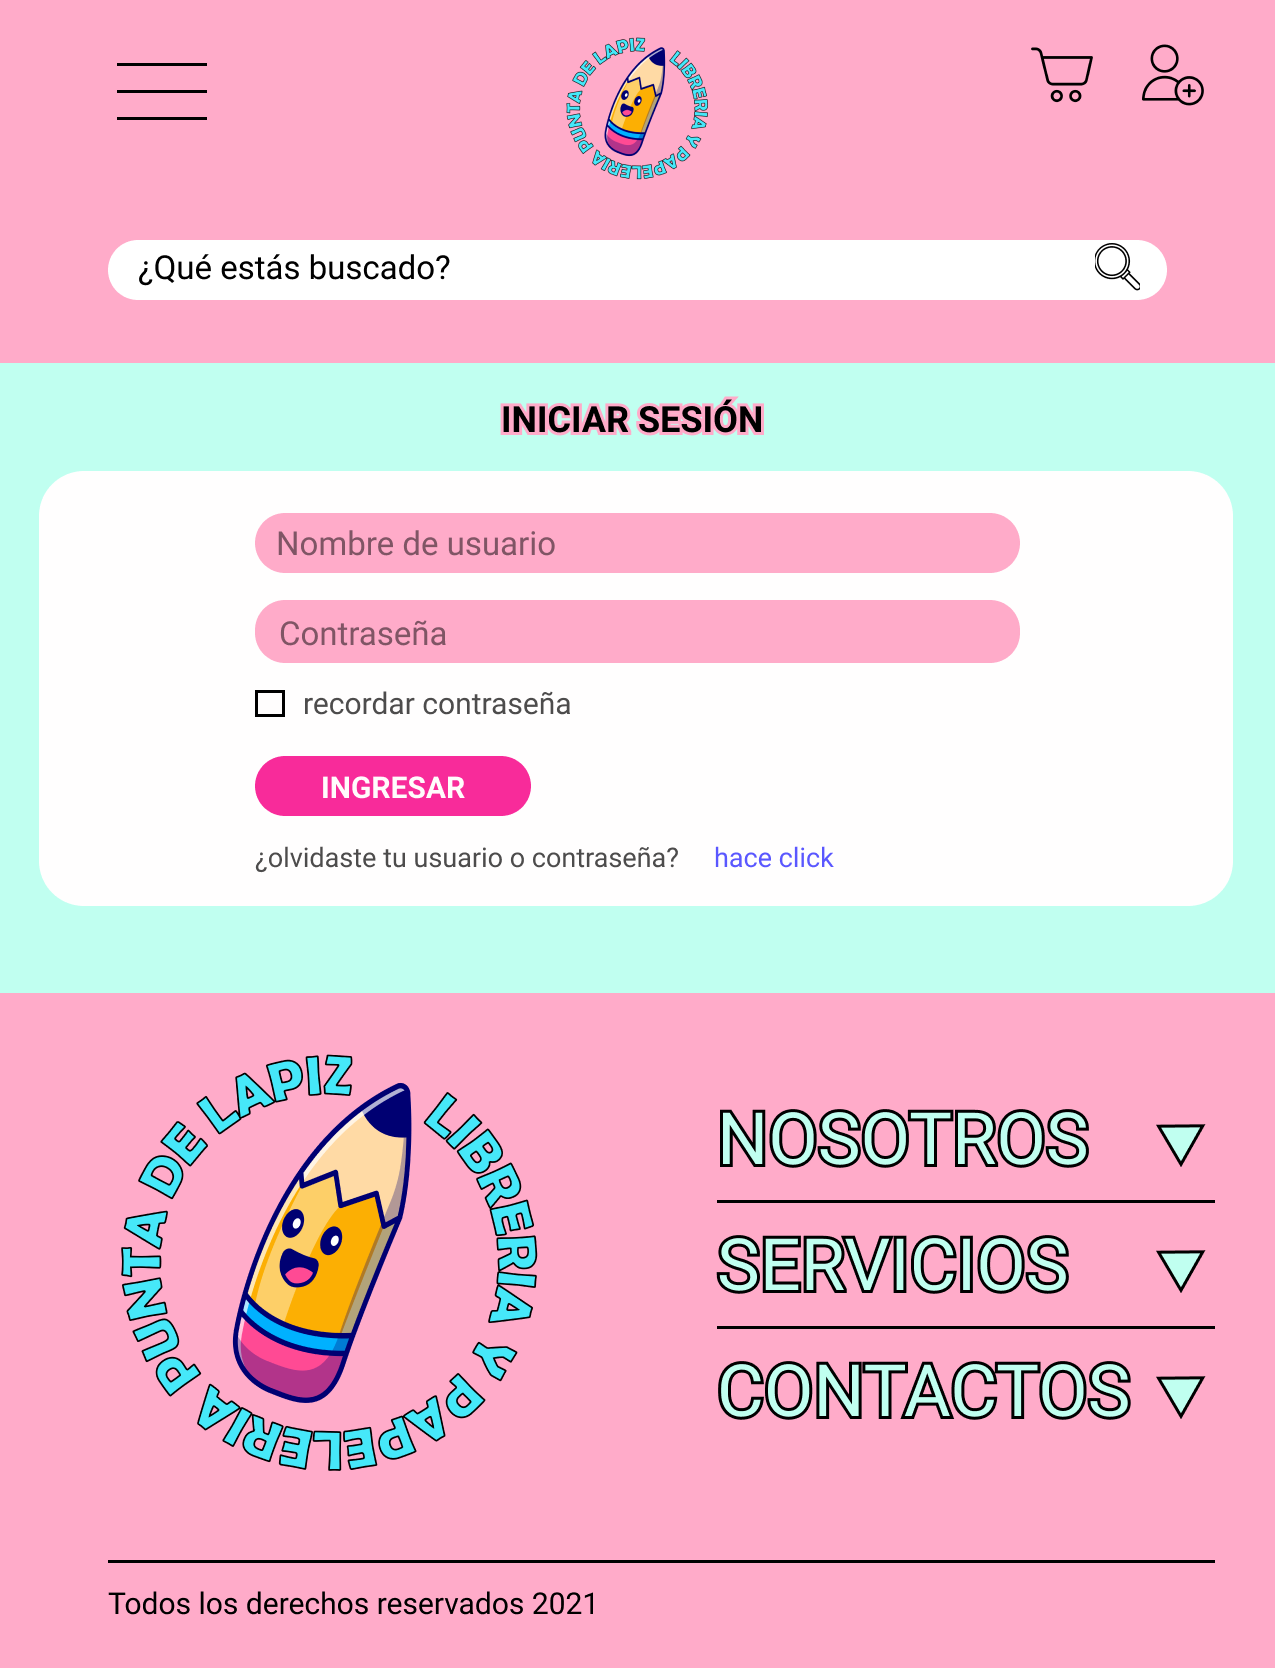 PUNTA DE LAPIZ LIBRERIA Y PAPELERIA
¿Qué estás buscado?
INICIAR SESIÓN
Nombre de usuario
Contraseña
recordar contraseña
INGRESAR
¿olvidaste tu usuario o contraseña? hace click
PUNTA DE LAPIZ LIBRERIA Y PAPELERIA
NOSOTROS
SERVICIOS
CONTACTOS
Todos los derechos reservados 2021